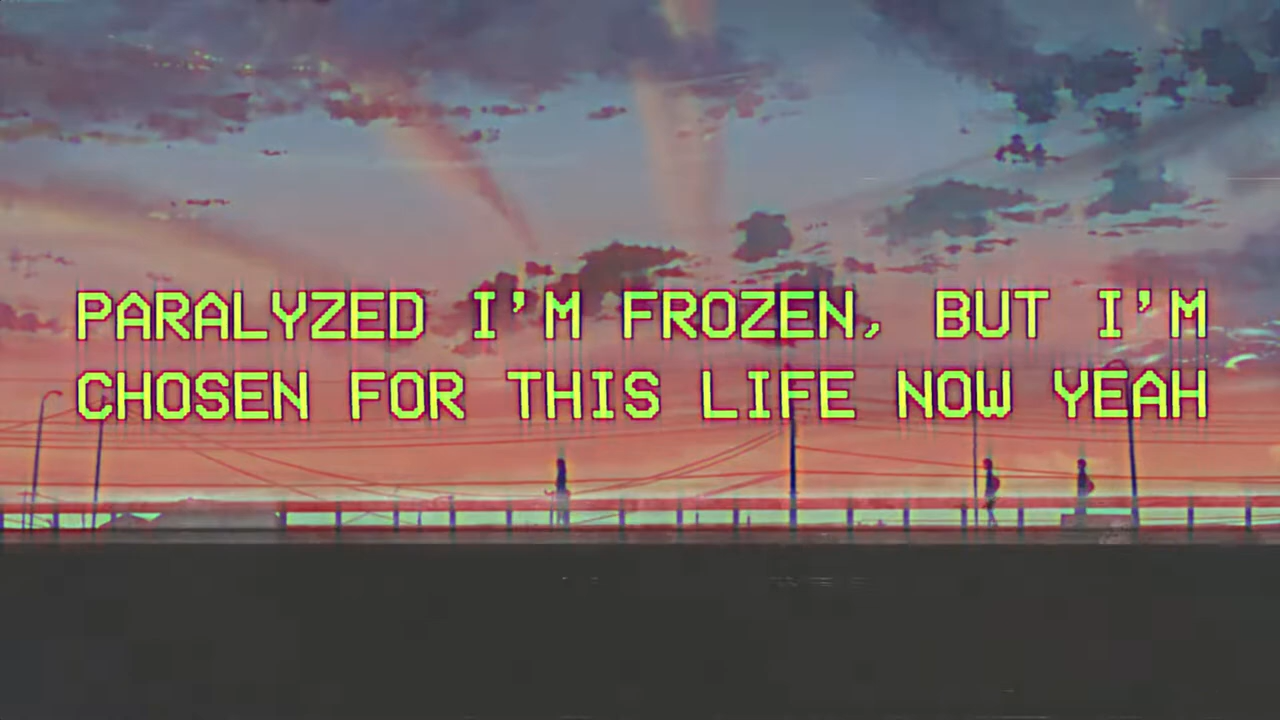 PARALYZED I'M FROZEN, BUT I'M
CHOSEN FOR THIS LIFE NOW YEAH